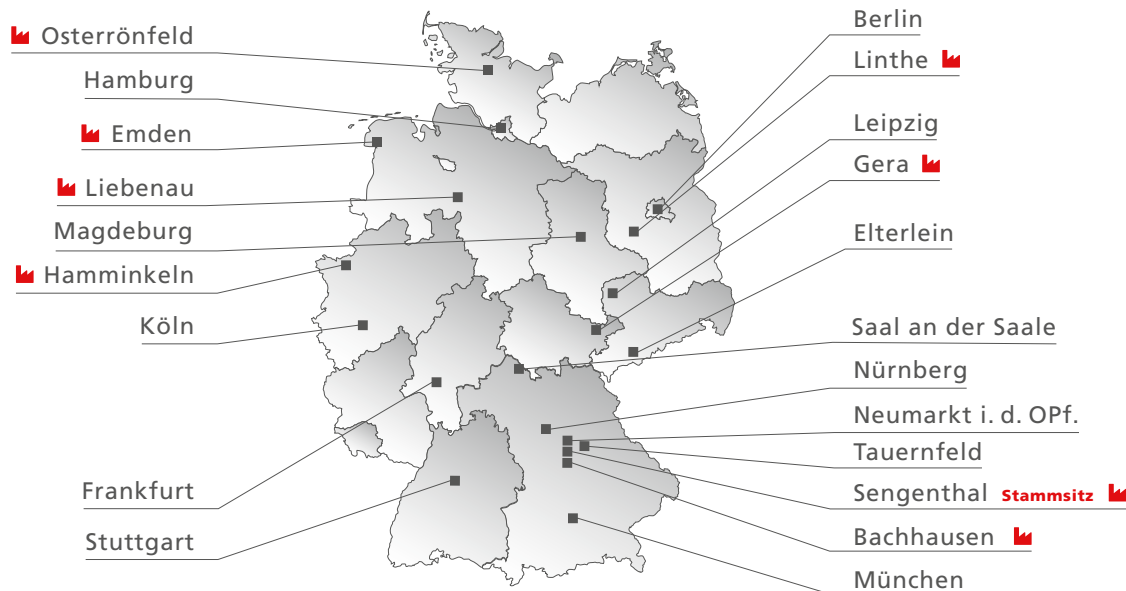 Osterrönfeld
Hamburg
Emden
Liebenau
Magdeburg
Hamminkeln
Köln
Frankfurt
Stuttgart
Berlin
Linthe
Leipzig
Gera
Elterlein
Saal an der Saale
Nürnberg
Neumarkt i. d. OPf.
Tauernfeld
Sengenthal Stammsitz
Bachhausen
München